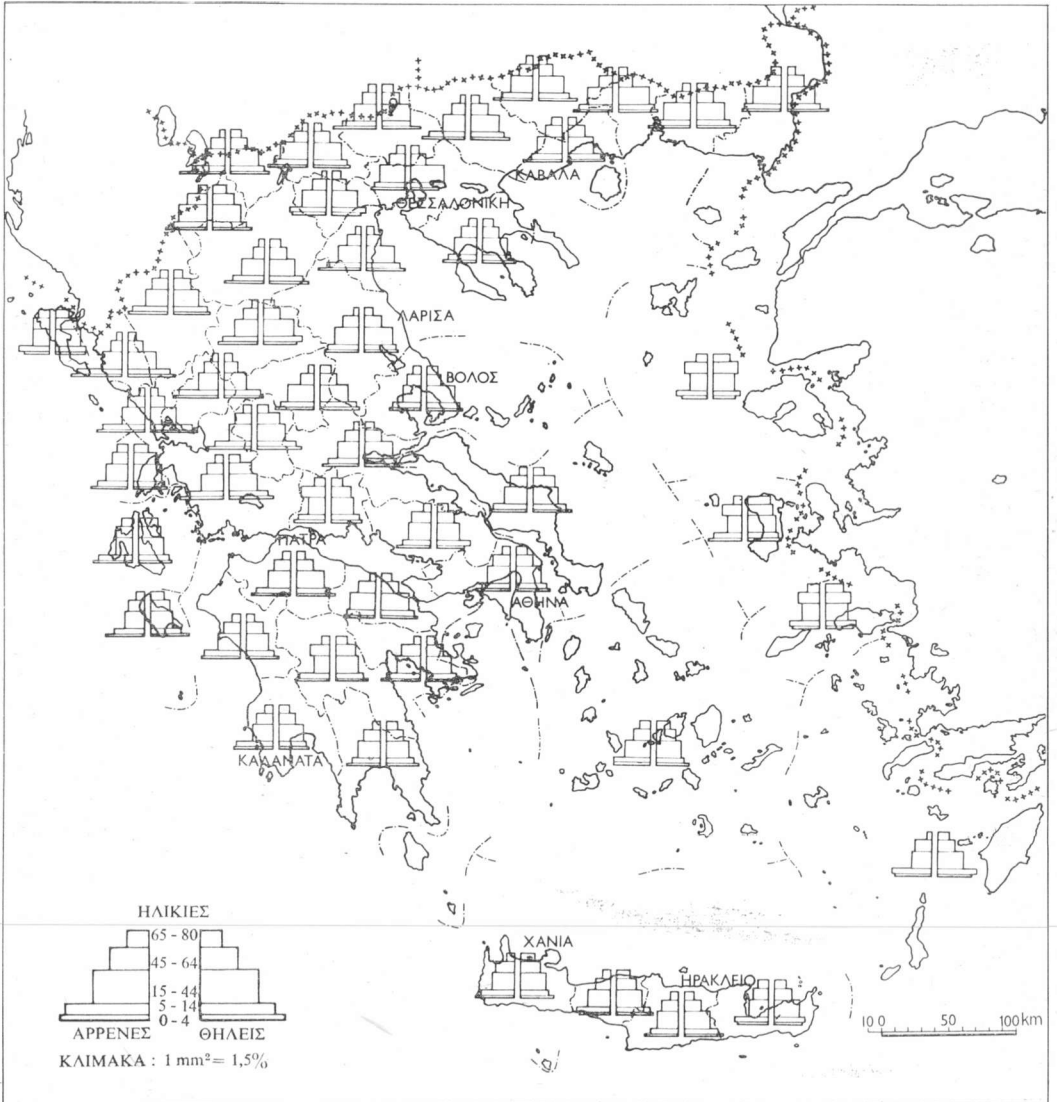 ΚΑΒΑΛΑ
ΘΕΣΣΑΛΟΝΙΚΗ
ΛΑΡΙΣΑ
ΒΟΛΟΣ
ΠΑΤΡΑ
ΑΘΗΝΑ
ΚΑΛΑΜΑΤΑ
ΗΛΙΚΙΕΣ
65 - 80
45 - 64
15 - 44
5 - 14
0 - 4
ΑΡΡΕΝΕΣ ΘΗΛΕΙΣ
ΚΛΙΜΑΚΑ : 1 mm² = 1,5%
ΧΑΝΙΑ
ΗΡΑΚΛΕΙΟ
10 0 50 100km